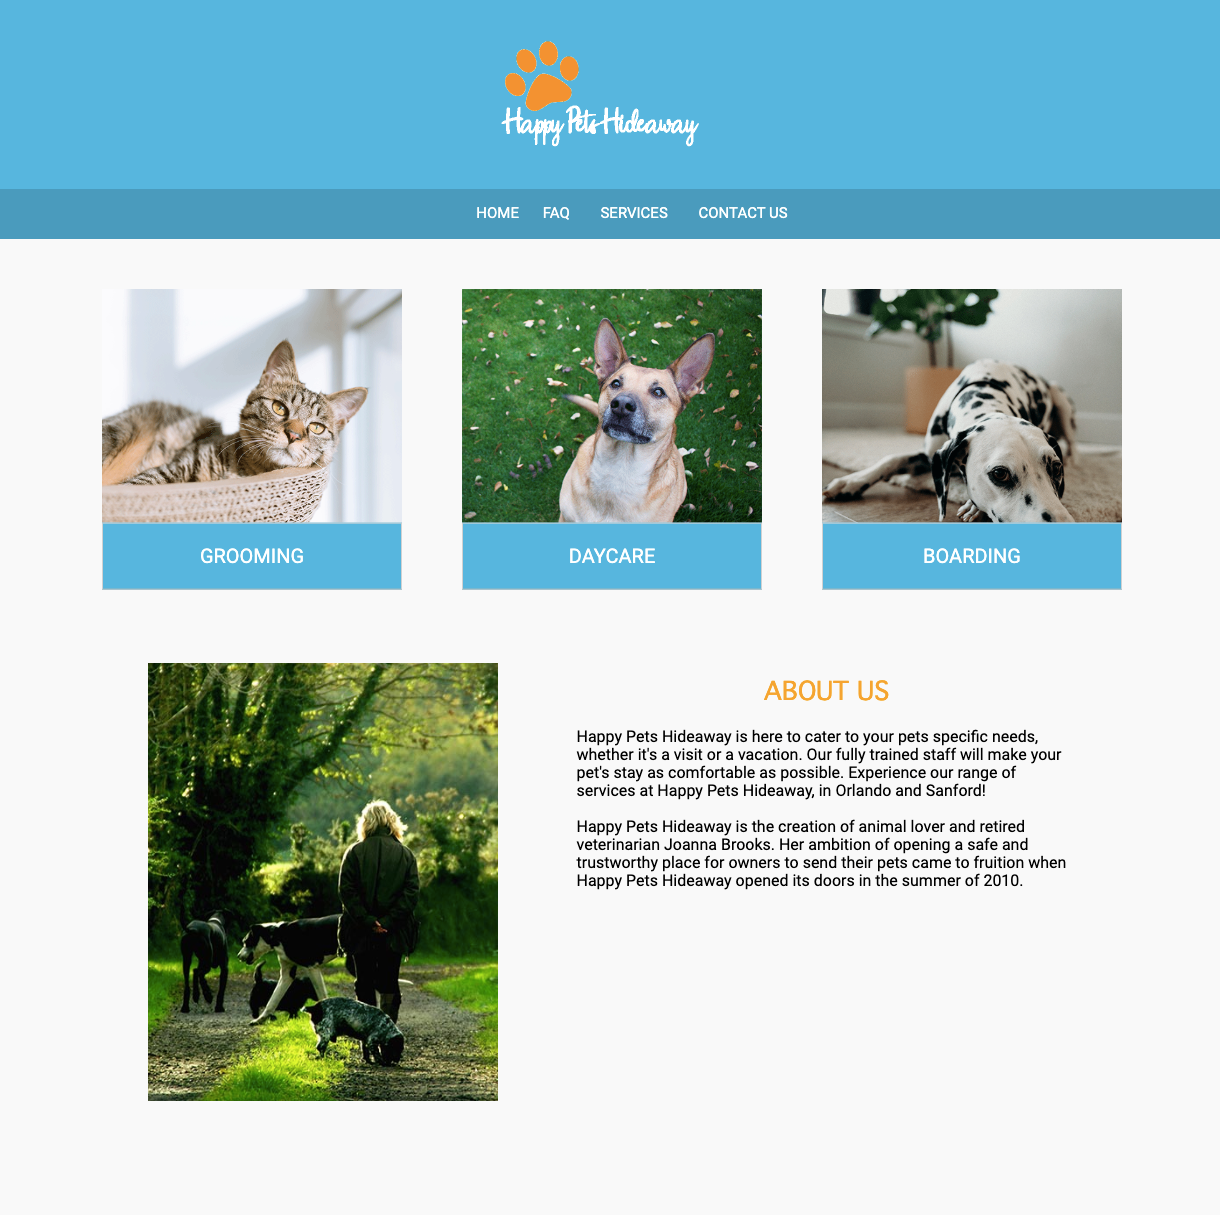 Happy Pets Hideaway
HOME FAQ SERVICES CONTACT US
GROOMING
DAYCARE
BOARDING
ABOUT US
Happy Pets Hideaway is here to cater to your pets specific needs,
whether it's a visit or a vacation. Our fully trained staff will make your
pet's stay as comfortable as possible. Experience our range of
services at Happy Pets Hideaway, in Orlando and Sanford!
Happy Pets Hideaway is the creation of animal lover and retired
veterinarian Joanna Brooks. Her ambition of opening a safe and
trustworthy place for owners to send their pets came to fruition when
Happy Pets Hideaway opened its doors in the summer of 2010.